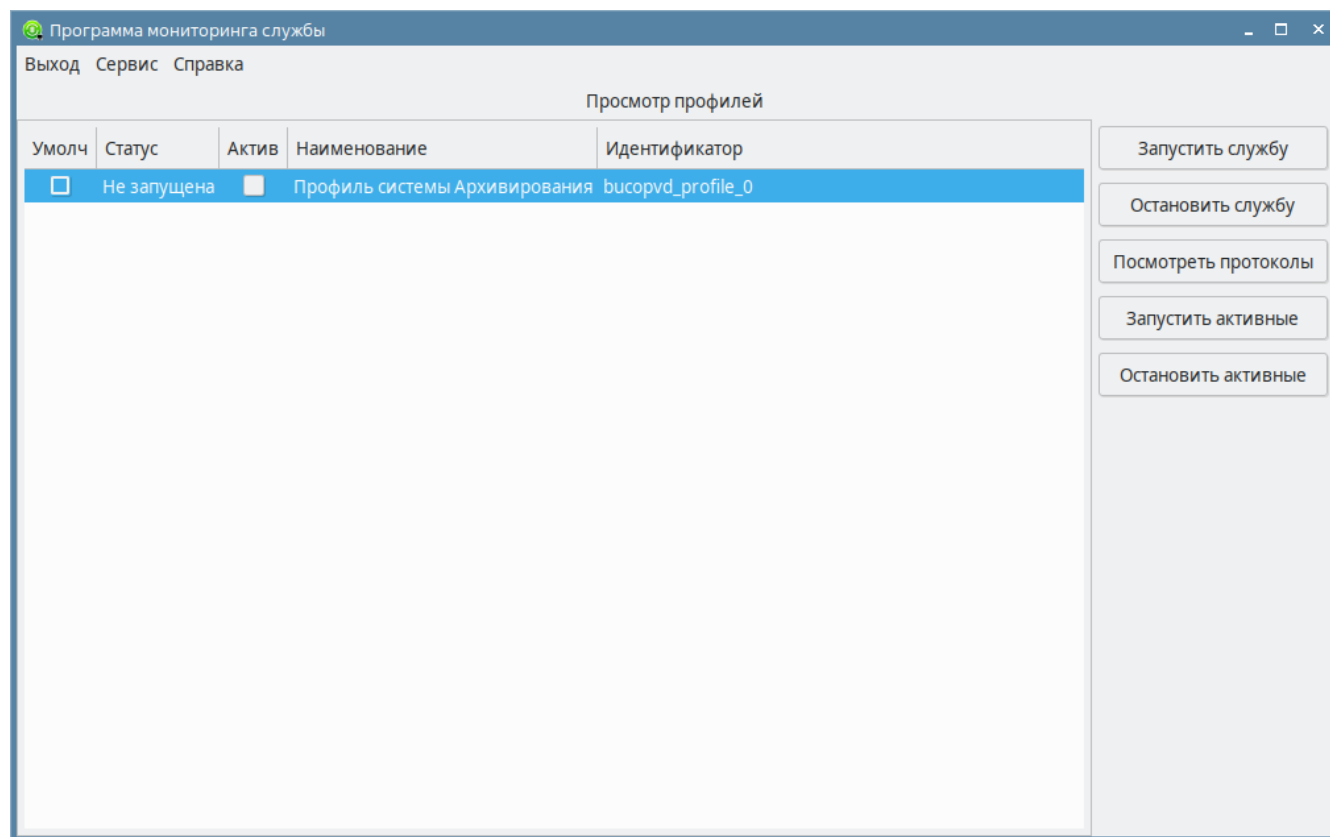 Программа мониторинга службы
Выход Сервис Справка
Просмотр профилей
Умолч Статус Актив Наименование Идентификатор
Не запущена Профиль системы Архивирования bucopvd_profile_0
Запустить службу
Остановить службу
Посмотреть протоколы
Запустить активные
Остановить активные